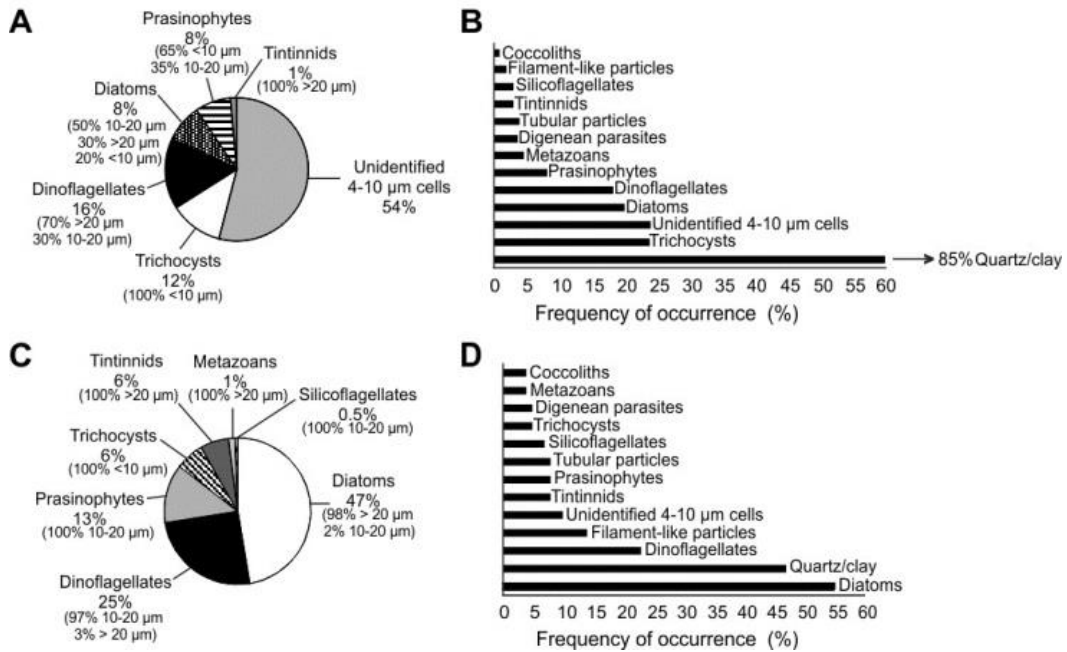 A
Prasinophytes
8%
(65% <10 µm
35% 10-20 µm)
Tintinnids
1%
(100% >20 µm)
Diatoms
8%
(50% 10-20 µm
30% >20 µm
20% <10 µm)
Dinoflagellates
16%
(70% >20 µm
30% 10-20 µm)
Trichocysts
12%
(100% <10 µm)
Unidentified
4-10 µm cells
54%
B
Coccoliths
Filament-like particles
Silicoflagellates
Tintinnids
Tubular particles
Digenean parasites
Metazoans
Prasinophytes
Dinoflagellates
Diatoms
Unidentified 4-10 µm cells
Trichocysts
85% Quartz/clay
0 5 10 15 20 25 30 35 40 45 50 55 60
Frequency of occurrence (%)
C
Tintinnids
6%
(100% >20 µm)
Metazoans
1%
(100% >20 µm)
Silicoflagellates
0.5%
(100% 10-20 µm)
Trichocysts
6%
(100% <10 µm)
Prasinophytes
13%
(100% 10-20 µm)
Dinoflagellates
25%
(97% 10-20 µm
3% > 20 µm)
Diatoms
47%
(98% > 20 µm
2% 10-20 µm)
D
Coccoliths
Metazoans
Digenean parasites
Trichocysts
Silicoflagellates
Tubular particles
Prasinophytes
Tintinnids
Unidentified 4-10 µm cells
Filament-like particles
Dinoflagellates
Quartz/clay
Diatoms
0 5 10 15 20 25 30 35 40 45 50 55 60
Frequency of occurrence (%)